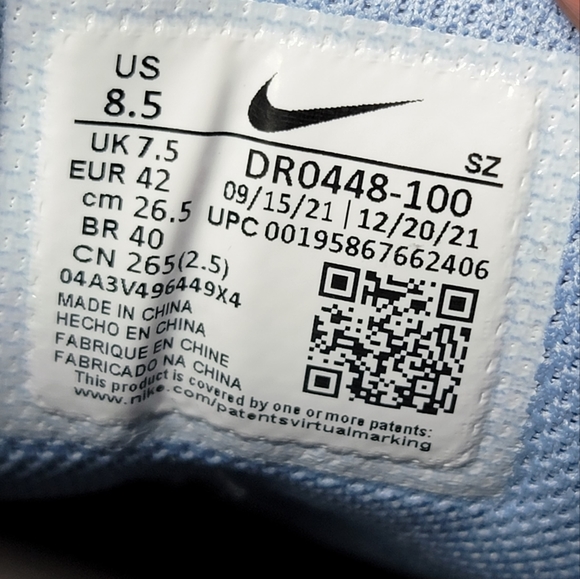 US
8.5
SZ
UK 7.5
EUR 42
cm 26.5
BR 40
CN 265(2.5)
04A3V496449X4
DR0448-100
09/15/21 | 12/20/21
UPC 00195867662406
MADE IN CHINA
HECHO EN CHINA
FABRIQUE EN CHINE
FABRICADO NA CHINA
This product is covered by one or more patents:
www.nike.com/patentsvirtualmarking